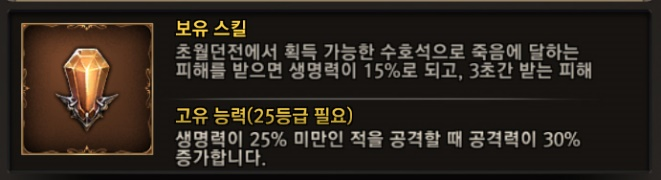 보유 스킬
초월던전에서 획득 가능한 수호석으로 죽음에 달하는
피해를 받으면 생명력이 15%로 되고, 3초간 받는 피해
고유 능력(25등급 필요)
생명력이 25% 미만인 적을 공격할 때 공격력이 30%
증가합니다.